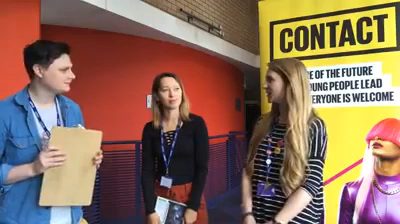 CONTACT
E OF THE FUTURE
YOUNG PEOPLE LEAD
EVERYONE IS WELCOME